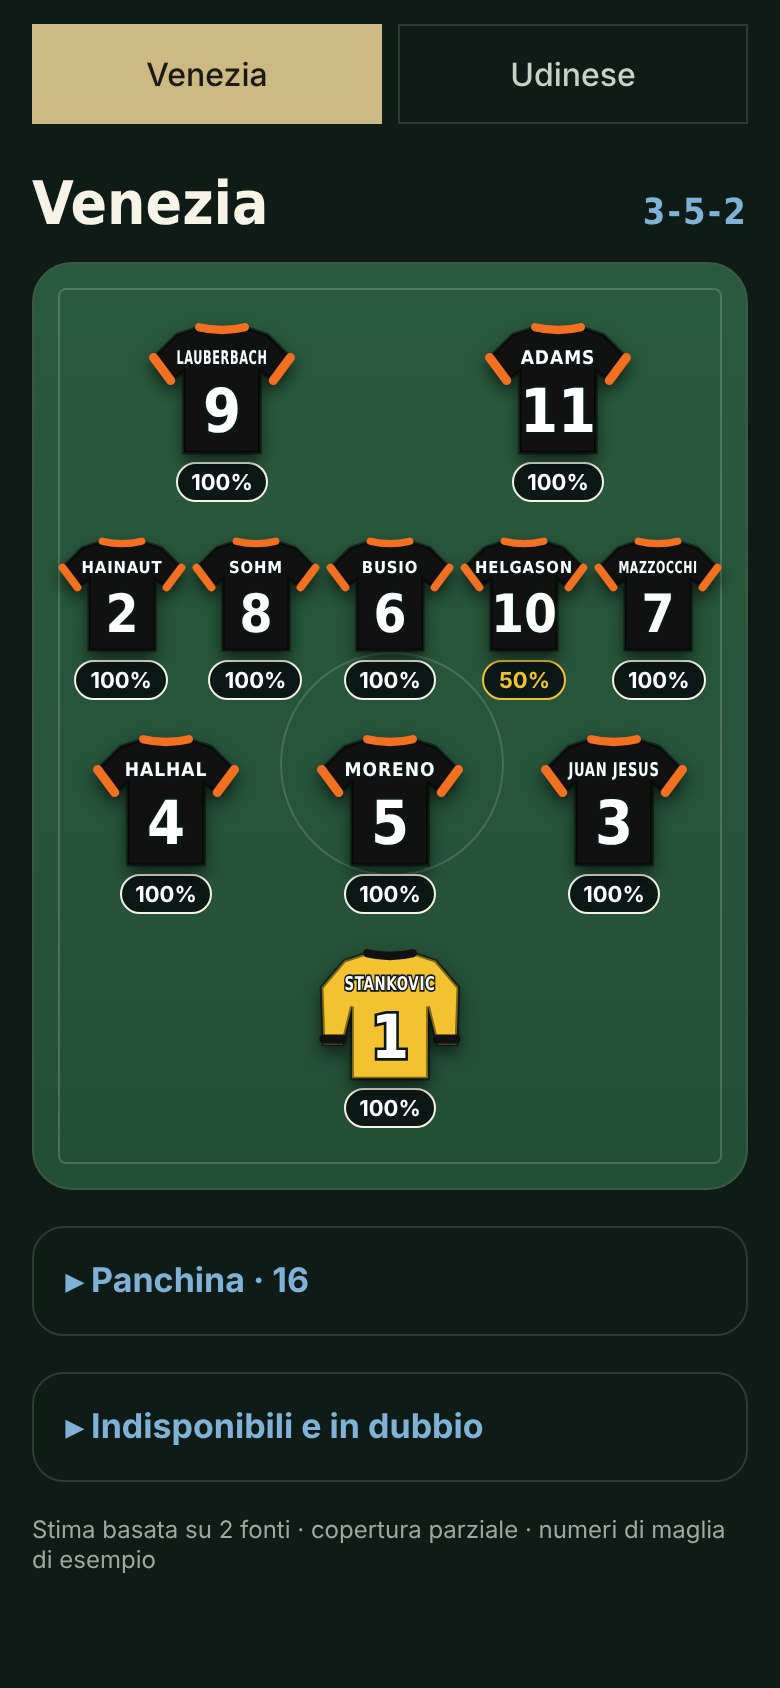 Venezia
Udinese
Venezia
3-5-2
LAUBERBACH
9
100%
ADAMS
11
100%
HAINAUT
2
100%
SOHM
8
100%
BUSIO
6
100%
HELGASON
10
50%
MAZZOCCHI
7
100%
HALHAL
4
100%
MORENO
5
100%
JUAN JESUS
3
100%
STANKOVIC
1
100%
▸ Panchina · 16
▸ Indisponibili e in dubbio
Stima basata su 2 fonti · copertura parziale · numeri di maglia
di esempio